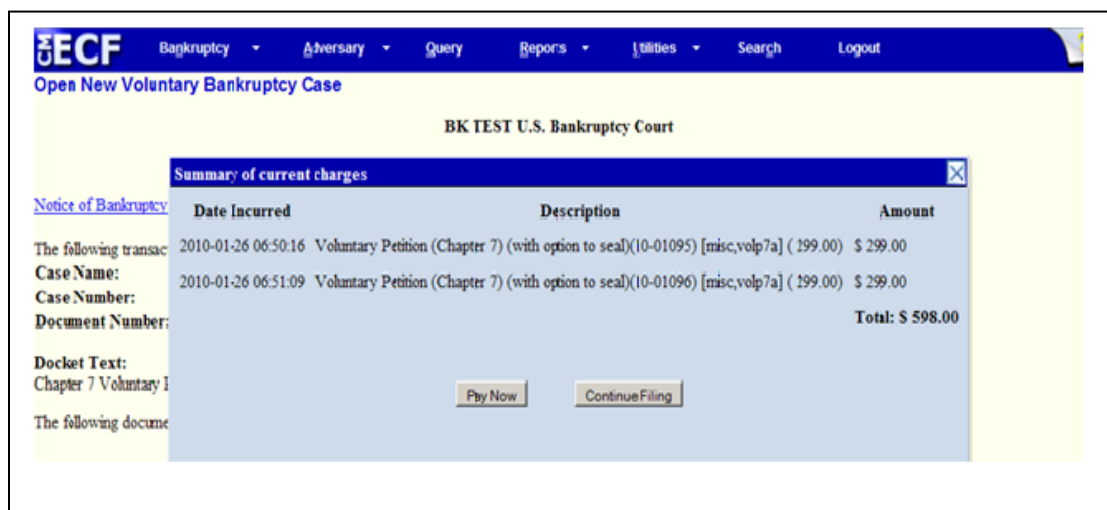 CM ECF Bankruptcy Adversary Query Reports Utilities Search Logout
Open New Voluntary Bankruptcy Case
BK TEST U.S. Bankruptcy Court
Summary of current charges
Notice of Bankruptcy
Date Incurred Description Amount
The following transac
2010-01-26 06:50:16 Voluntary Petition (Chapter 7) (with option to seal)(10-01095) [misc,volp7a] ( 299.00) $ 299.00
Case Name:
2010-01-26 06:51:09 Voluntary Petition (Chapter 7) (with option to seal)(10-01096) [misc,volp7a] ( 299.00) $ 299.00
Case Number:
Document Number:
Total: $ 598.00
Docket Text:
Chapter 7 Voluntary P
Pay Now Continue Filing
The following docume